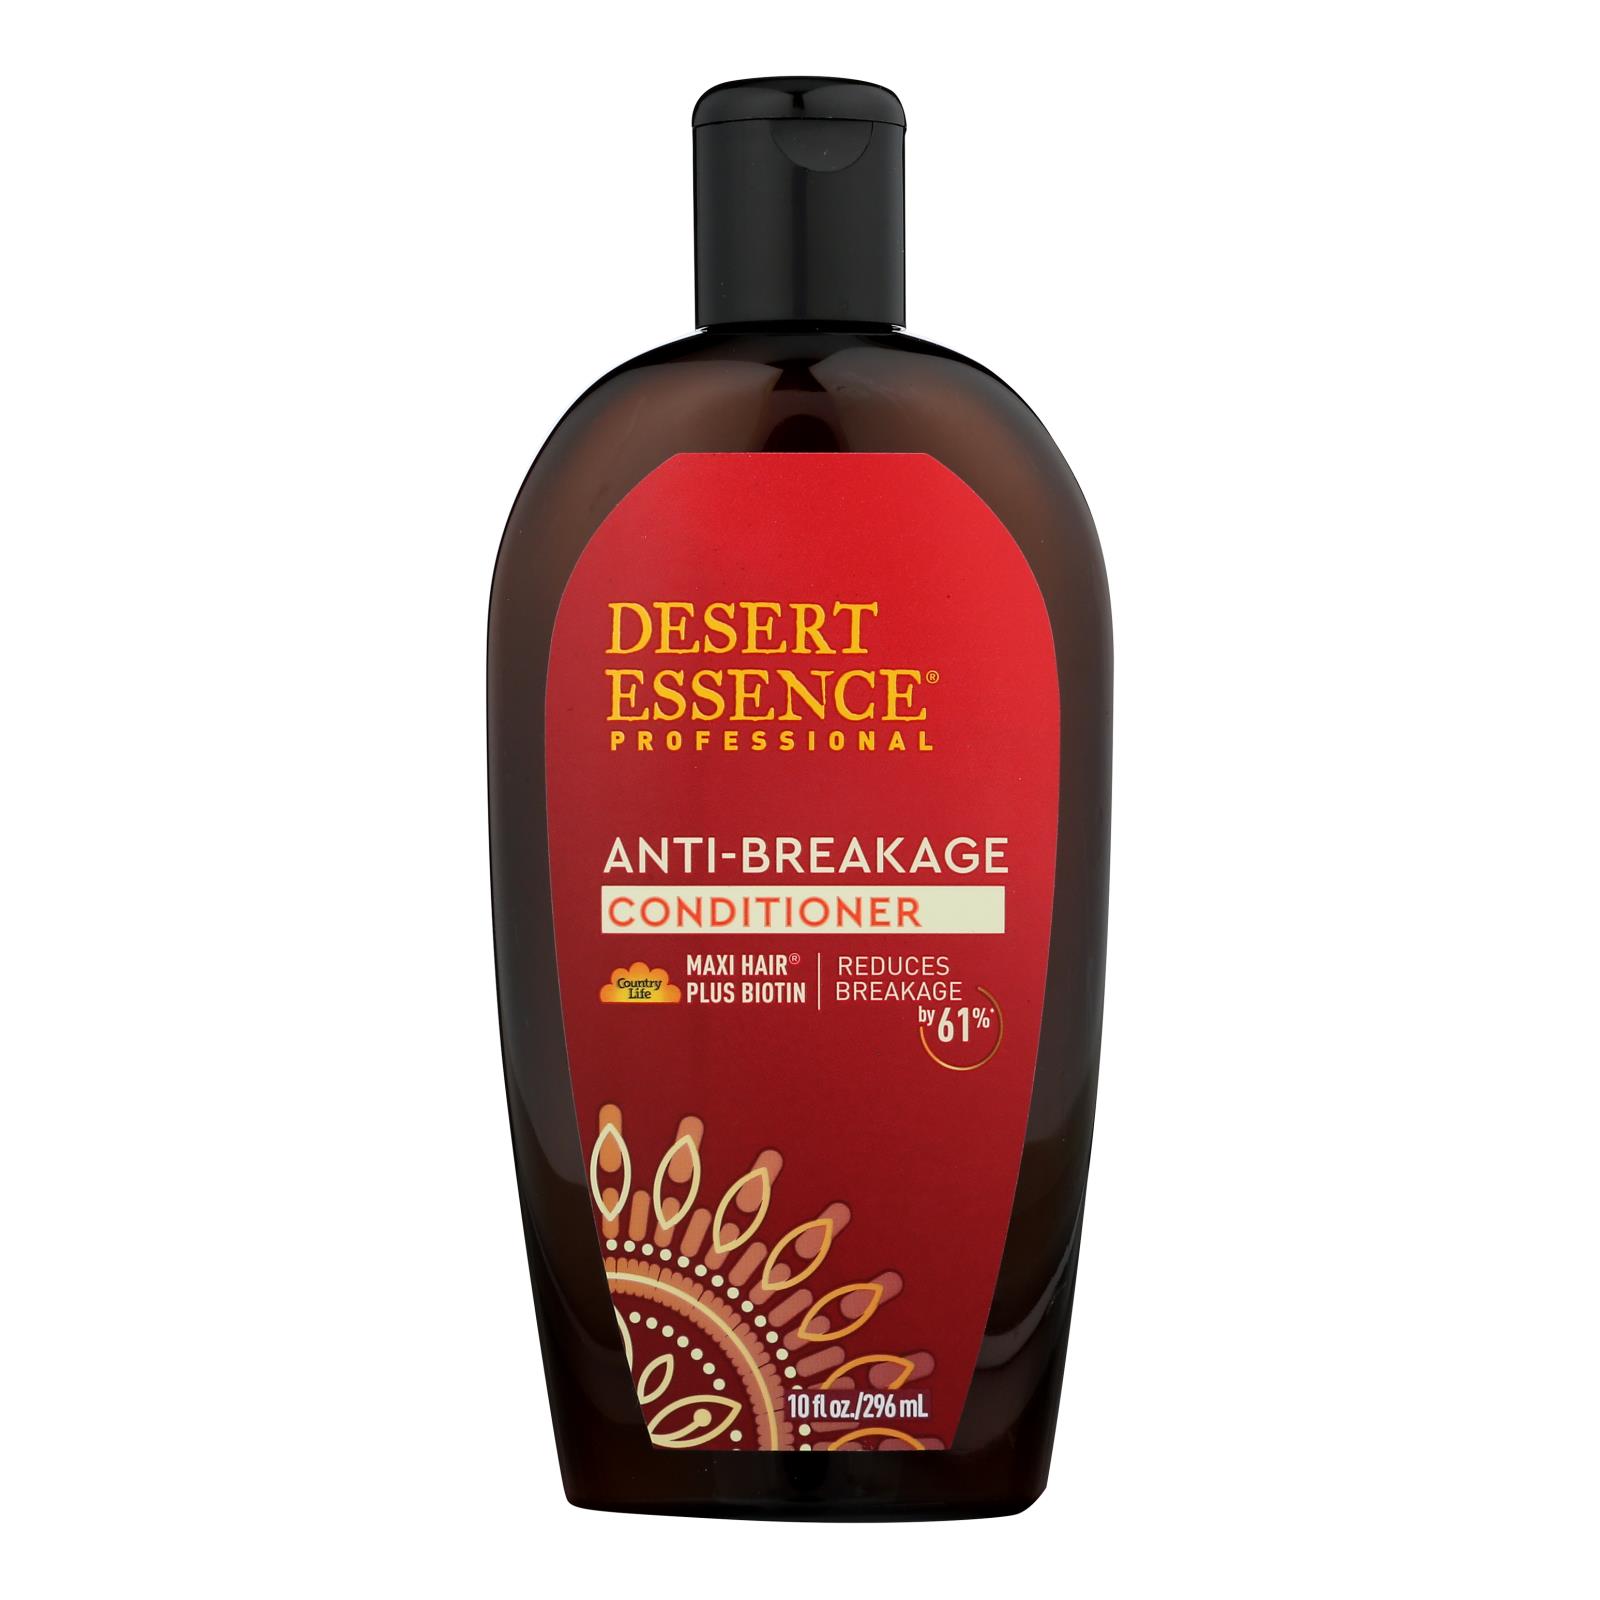 DESERT
ESSENCE®
PROFESSIONAL
ANTI-BREAKAGE
CONDITIONER
Country
Life
MAXI HAIR®
PLUS BIOTIN
REDUCES
BREAKAGE
by 61%*
10 fl oz./296 mL